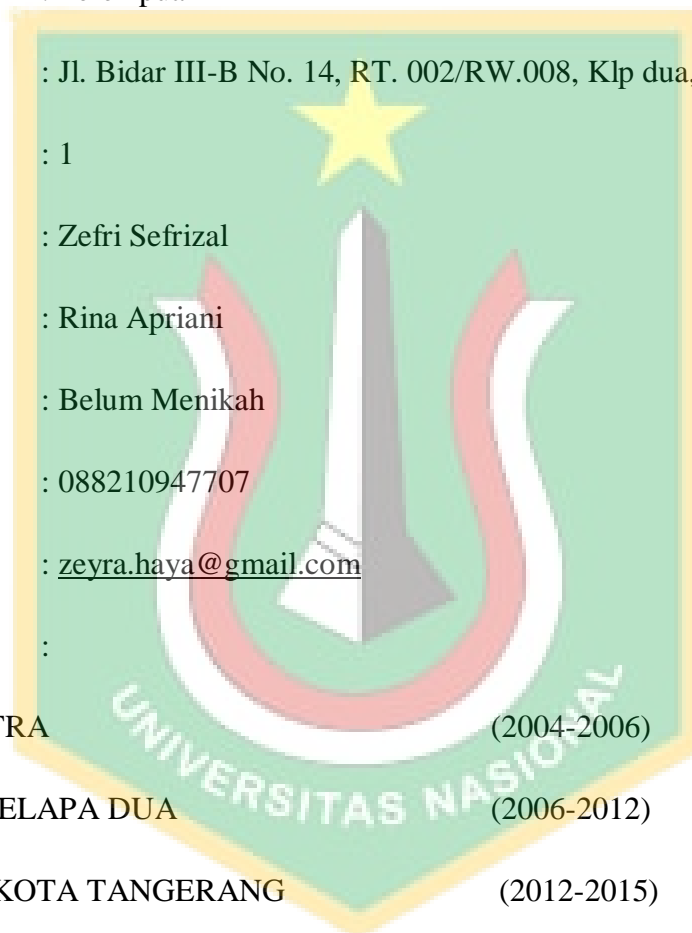 : Jl. Bidar III-B No. 14, RT. 002/RW.008, Klp dua,
: 1
: Zefri Sefrizal
: Rina Apriani
: Belum Menikah
: 088210947707
: zeyra.haya@gmail.com
:
TRA (2004-2006)
ELAPA DUA (2006-2012)
KOTA TANGERANG (2012-2015)
UNIVERSITAS NASIONAL